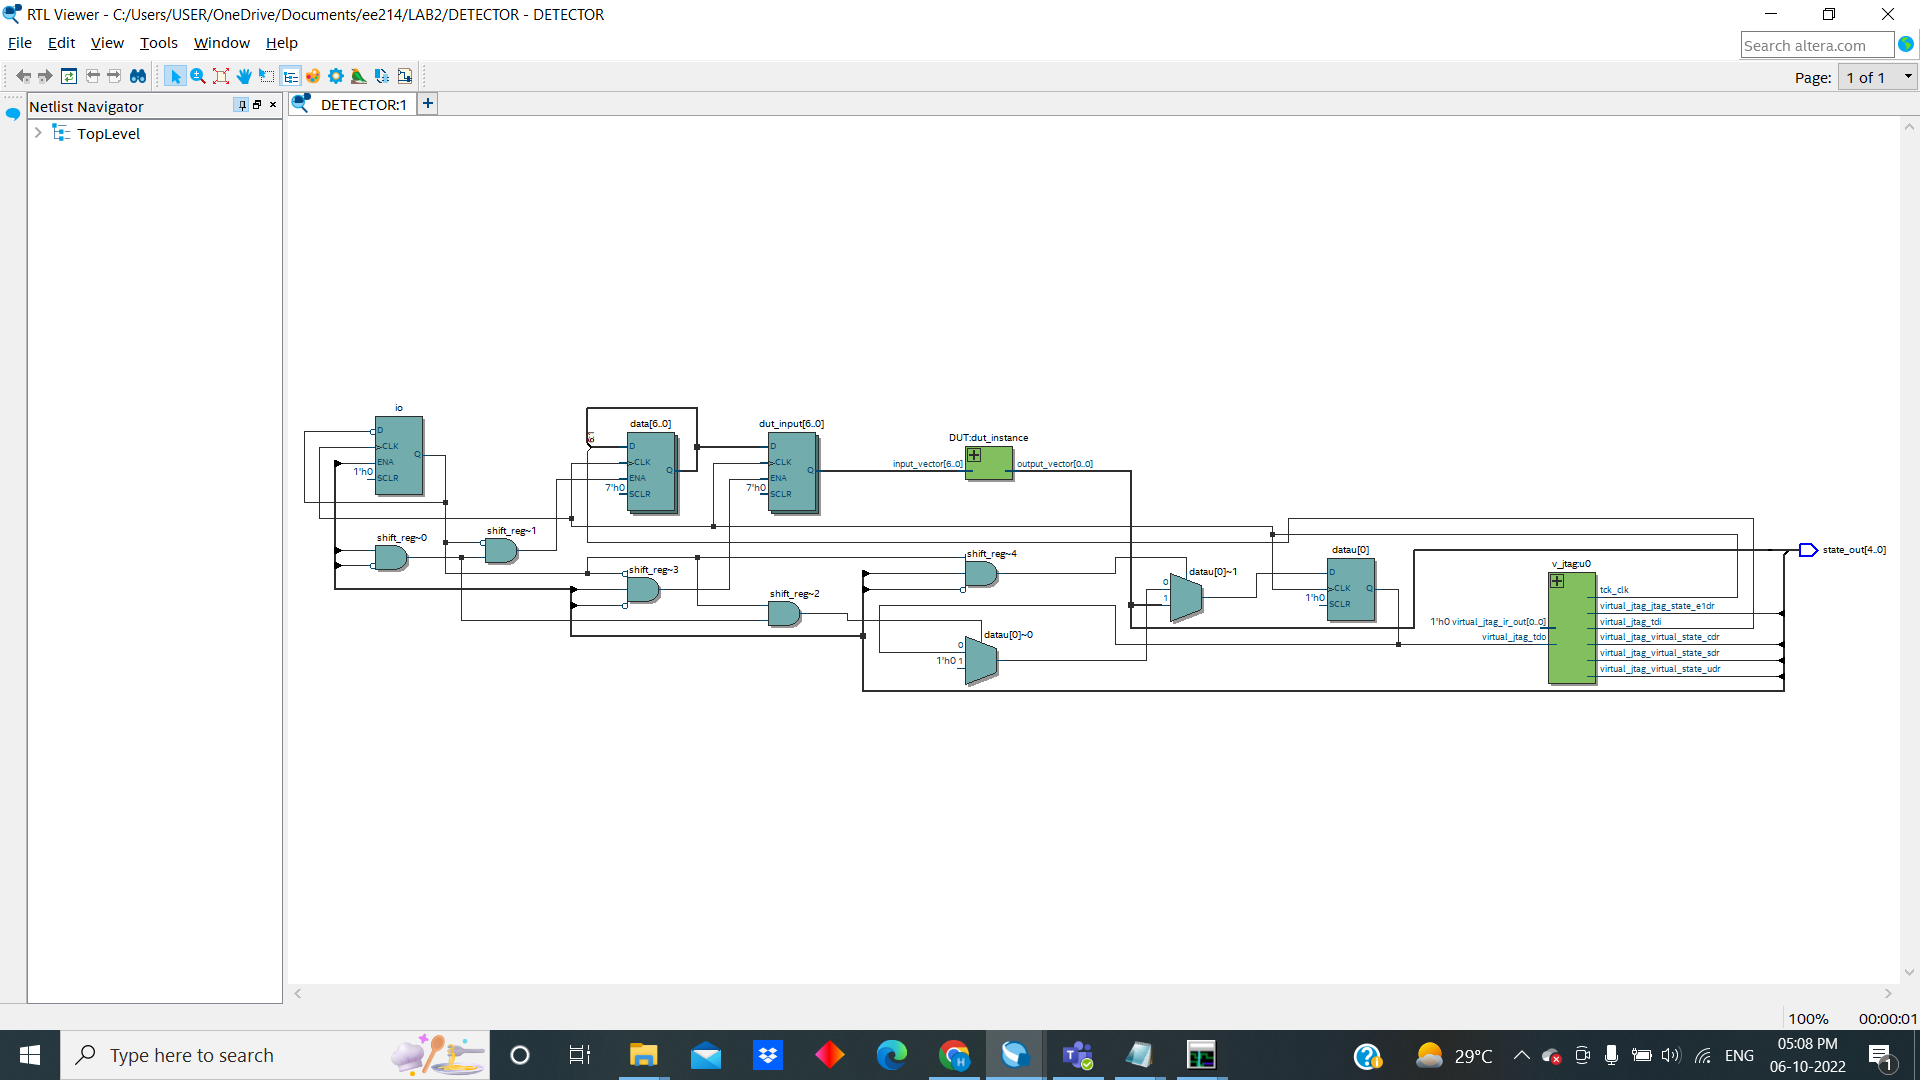 RTL Viewer - C:/Users/USER/OneDrive/Documents/ee214/LAB2/DETECTOR - DETECTOR
File Edit View Tools Window Help
Search altera.com
Page: 1 of 1
Netlist Navigator
DETECTOR:1
TopLevel
io
D
CLK
ENA
SCLR
Q
1'h0
data[6..0]
6:1
D
CLK
ENA
SCLR
Q
7'h0
dut_input[6..0]
D
CLK
ENA
SCLR
Q
7'h0
DUT:dut_instance
input_vector[6..0]
output_vector[0..0]
shift_reg~0
shift_reg~1
shift_reg~3
shift_reg~2
shift_reg~4
datau[0]~0
0
1'h0 1
datau[0]~1
0
1
datau[0]
D
CLK
SCLR
Q
1'h0
v_jtag:u0
1'h0 virtual_jtag_ir_out[0..0]
virtual_jtag_tdo
tck_clk
virtual_jtag_jtag_state_e1dr
virtual_jtag_tdi
virtual_jtag_virtual_state_cdr
virtual_jtag_virtual_state_sdr
virtual_jtag_virtual_state_udr
state_out[4..0]
100% 00:00:01
Type here to search
29°C
ENG
05:08 PM
06-10-2022
1